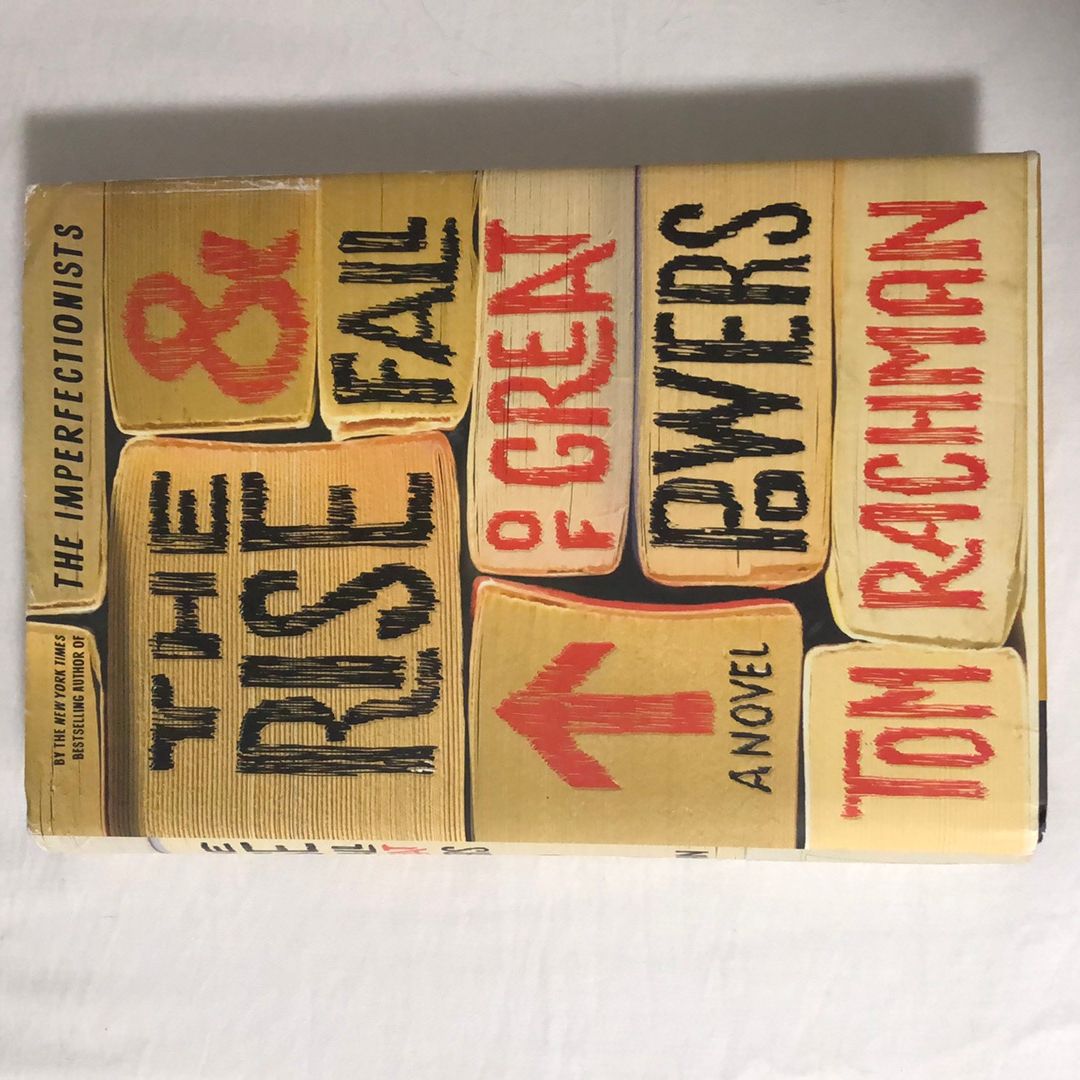 BY THE NEW YORK TIMES
BESTSELLING AUTHOR OF
THE IMPERFECTIONISTS
THE
RISE
&
FALL
OF GREAT
POWERS
A NOVEL
TOM RACHMAN